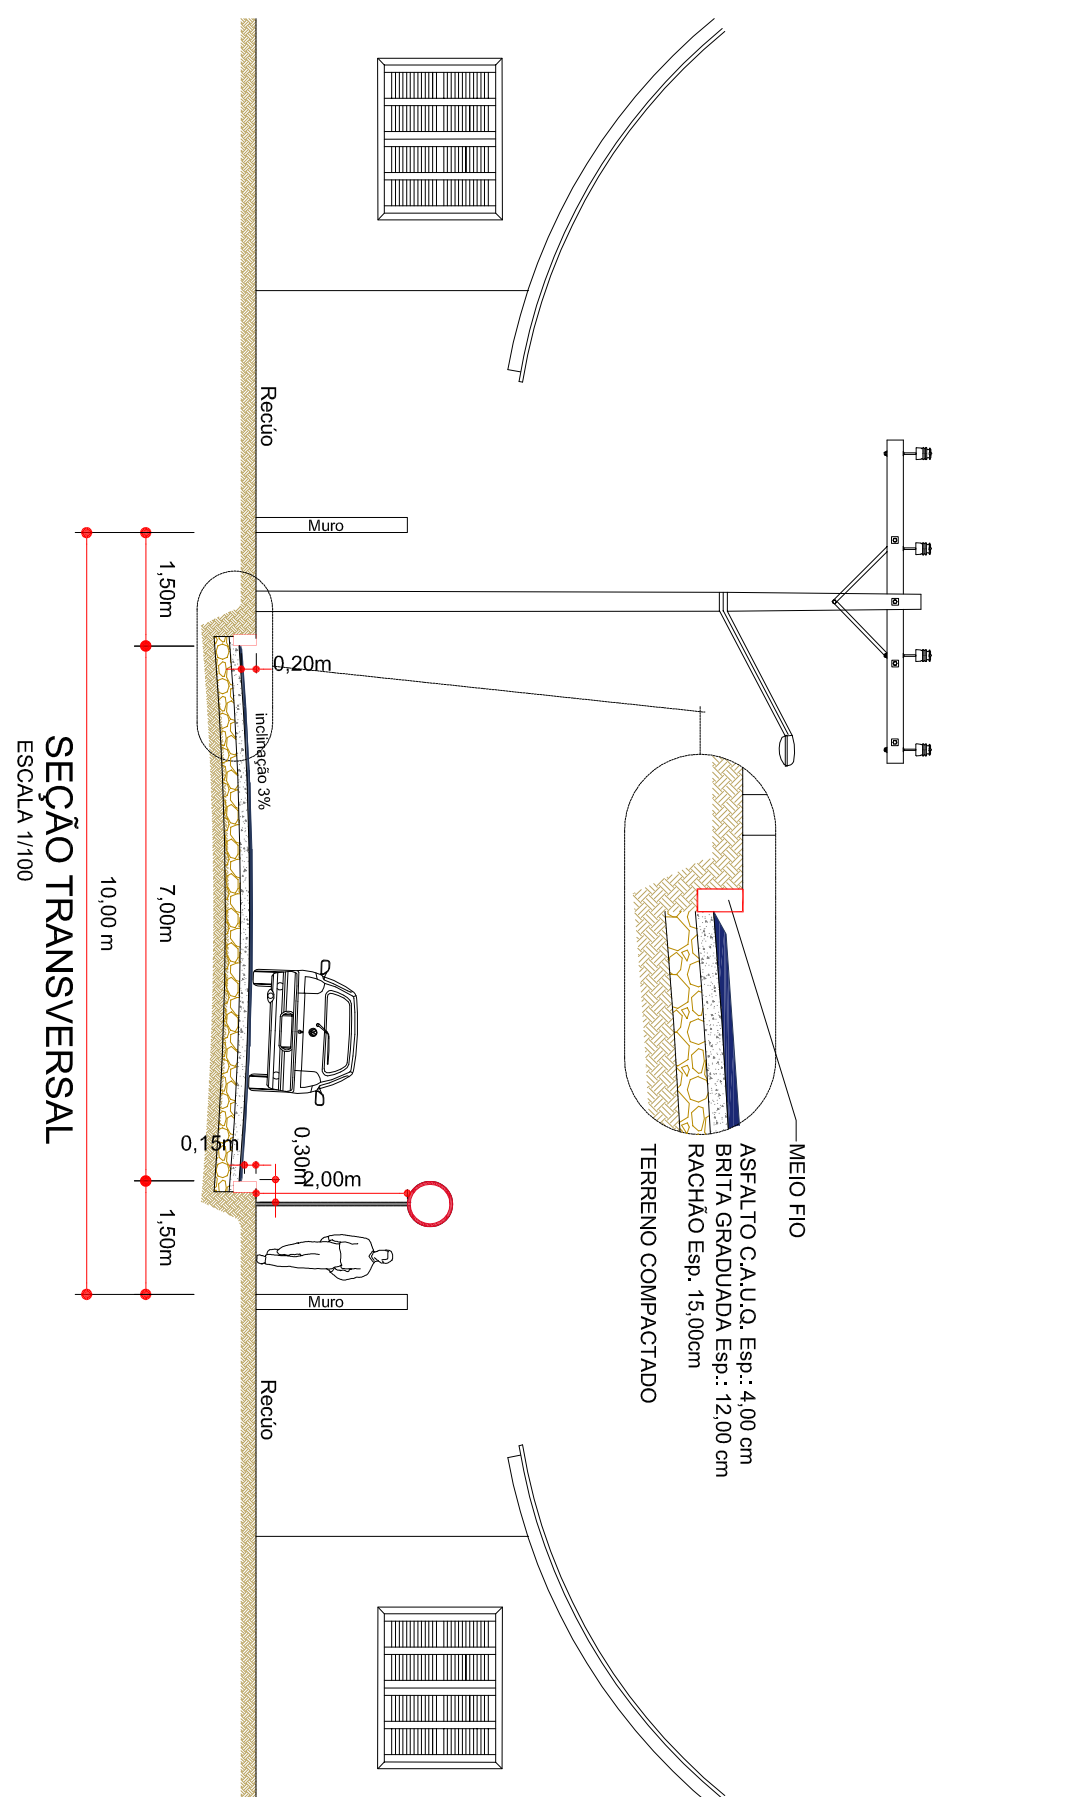 MEIO FIO
ASFALTO C.A.U.Q. Esp.: 4,00 cm
BRITA GRADUADA Esp.: 12,00 cm
RACHÃO Esp. 15,00cm
TERRENO COMPACTADO
Muro
Muro
2,00m
0,30m
0,20m
Recúo
Recúo
inclinação 3%
0,15m
1,50m
7,00m
1,50m
10,00 m
SEÇÃO TRANSVERSAL
ESCALA 1/100